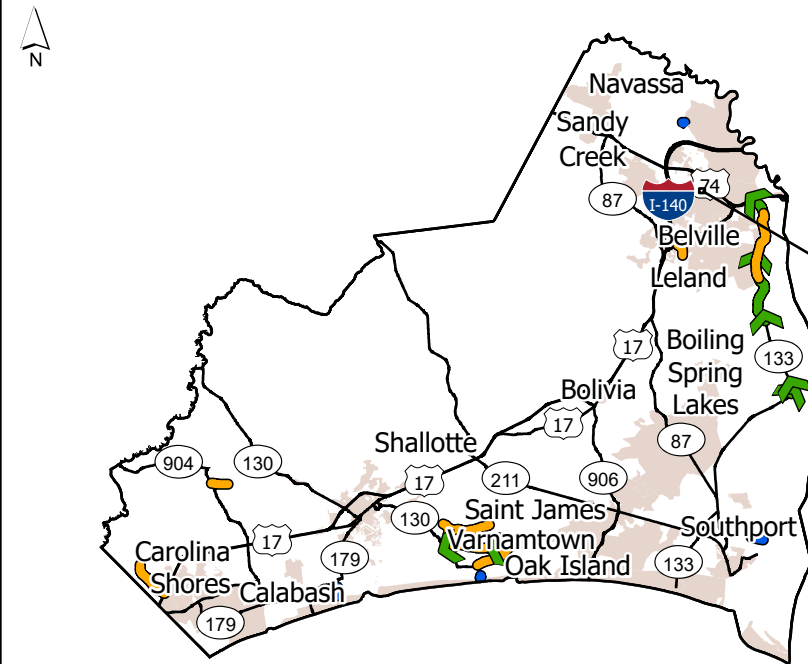 N
Navassa
Sandy
Creek
74
87
I-140
Belville
Leland
17
Boiling
Spring
Lakes
133
Bolivia
17
Shallotte
87
904
130
17
211
906
130
Saint James
Southport
17
Varnamtown
Carolina
Shores
179
Oak Island
133
Calabash
179